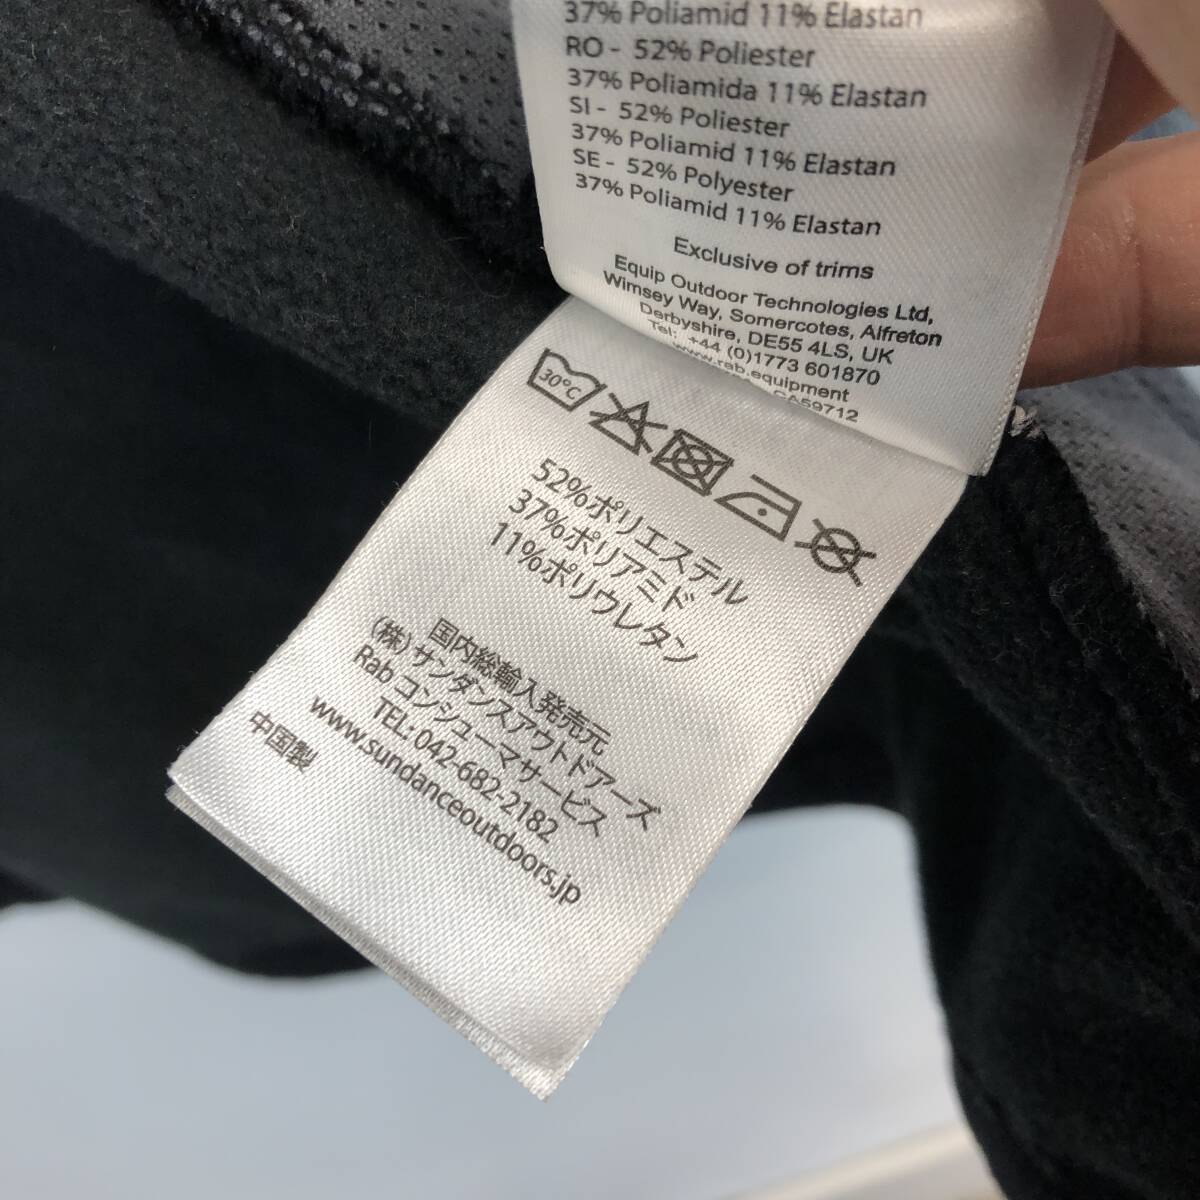 37% Poliamid 11% Elastan
RO - 52% Poliester
37% Poliamida 11% Elastan
SI - 52% Poliester
37% Poliamid 11% Elastan
SE - 52% Polyester
37% Poliamid 11% Elastan
Exclusive of trims
Equip Outdoor Technologies Ltd,
Wimsey Way, Somercotes, Alfreton
Derbyshire, DE55 4LS, UK
Tel: +44 (0)1773 601870
www.rab.equipment
CA59712
30°C
52%ポリエステル
37%ポリアミド
11%ポリウレタン
国内総輸入発売元
(株)サンダンスアウトドアーズ
Rab コンシューマサービス
TEL: 042-682-2182
www.sundanceoutdoors.jp
中国製